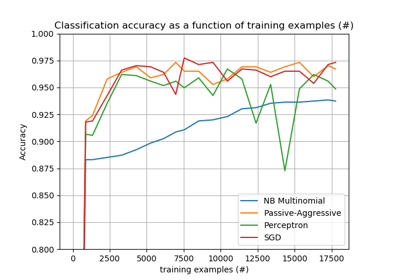 Classification accuracy as a function of training examples (#)
1.000
0.975
0.950
0.925
0.900
0.875
0.850
0.825
0.800
Accuracy
0
2500
5000
7500
10000
12500
15000
17500
training examples (#)
NB Multinomial
Passive-Aggressive
Perceptron
SGD